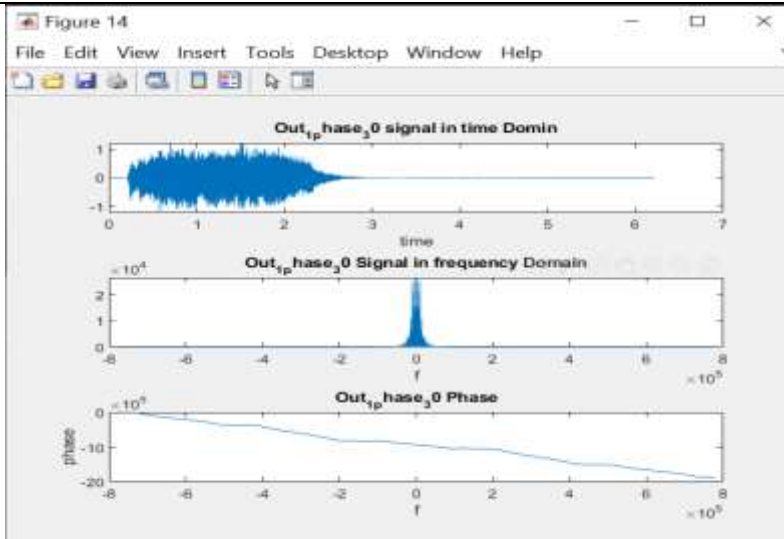 Figure 14
File Edit View Insert Tools Desktop Window Help
Out₁ₚhase₃0 signal in time Domin
1
0
-1
0 1 2 3 4 5 6 7
time
Out₁ₚhase₃0 Signal in frequency Domain
×10⁴
2
1
0
-8 -6 -4 -2 0 2 4 6 8
f
×10⁵
Out₁ₚhase₃0 Phase
×10⁵
0
-10
-20
phase
-8 -6 -4 -2 0 2 4 6 8
f
×10⁵